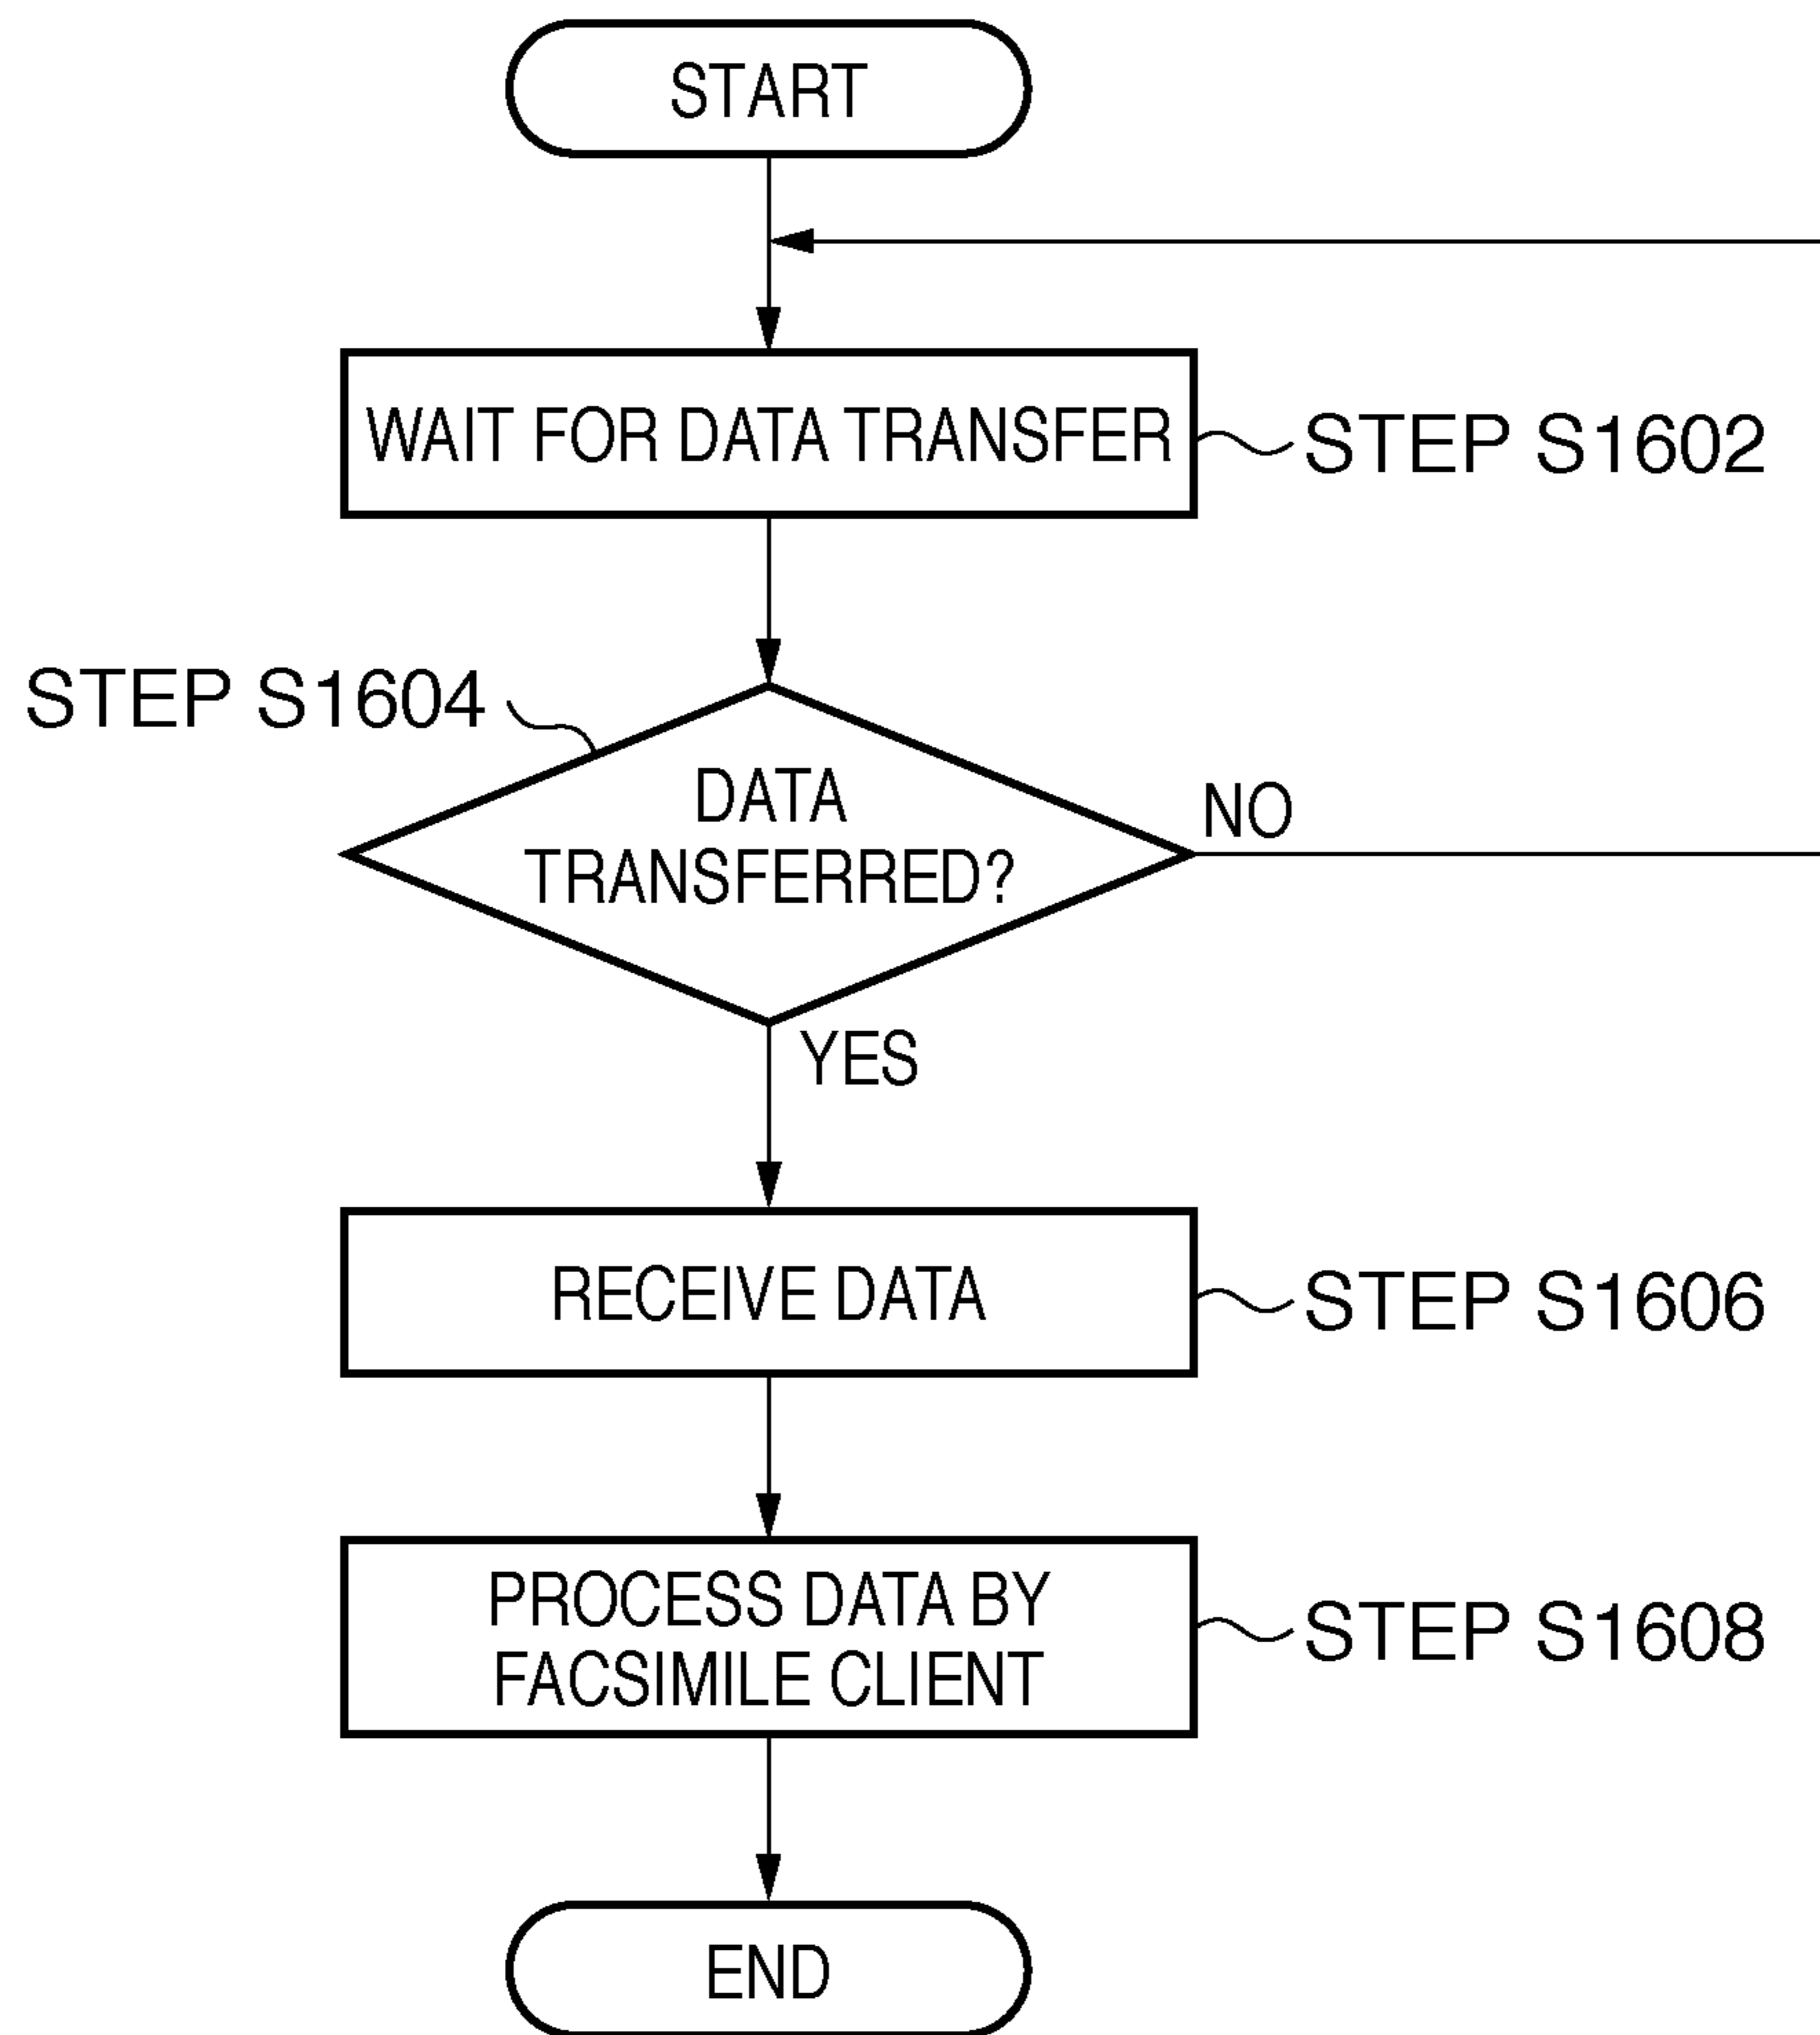 START
WAIT FOR DATA TRANSFER
STEP S1602
STEP S1604
DATA
TRANSFERRED?
NO
YES
RECEIVE DATA
STEP S1606
PROCESS DATA BY
FACSIMILE CLIENT
STEP S1608
END